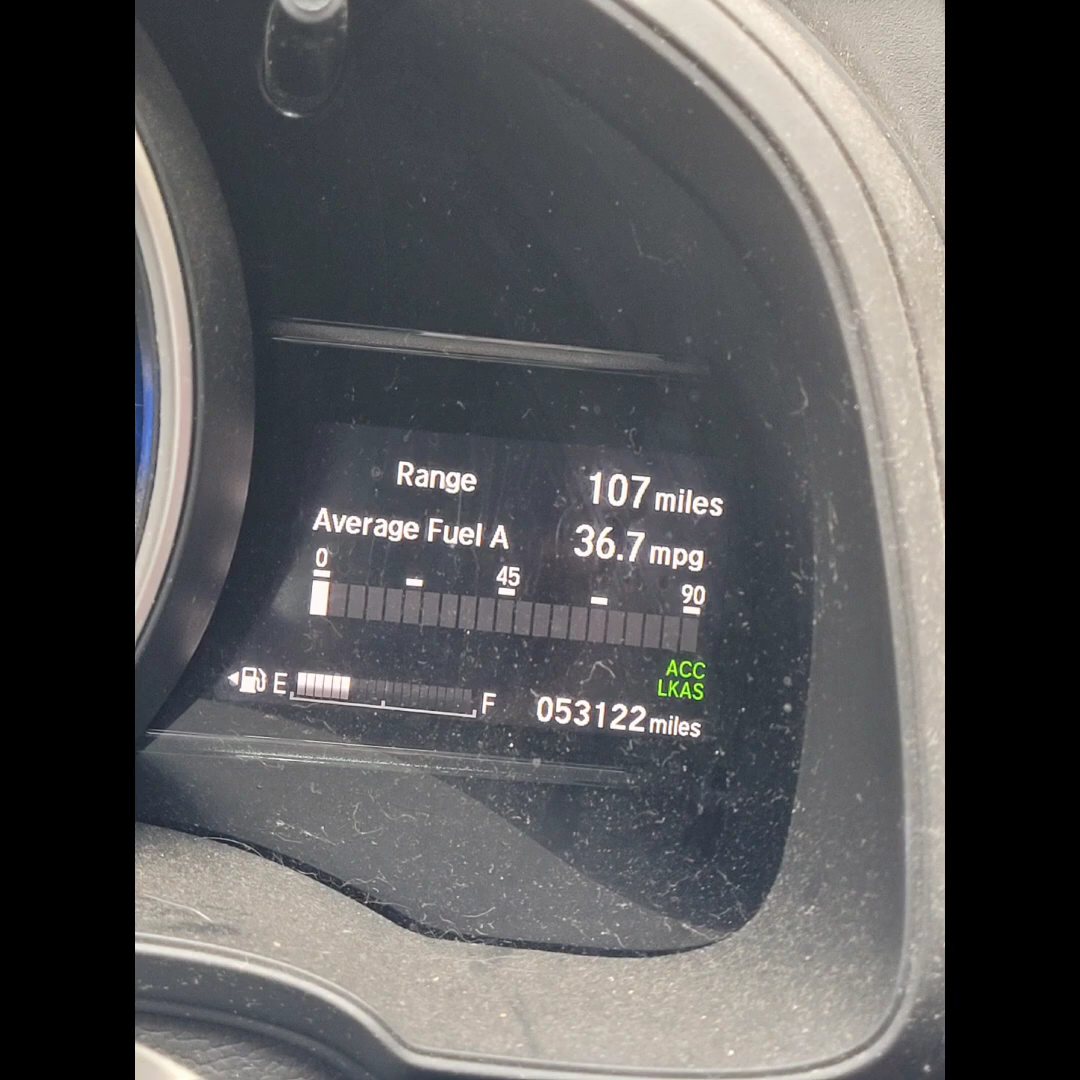 Range 107 miles
Average Fuel A 36.7 mpg
0 45 90
ACC
LKAS
E F 053122 miles